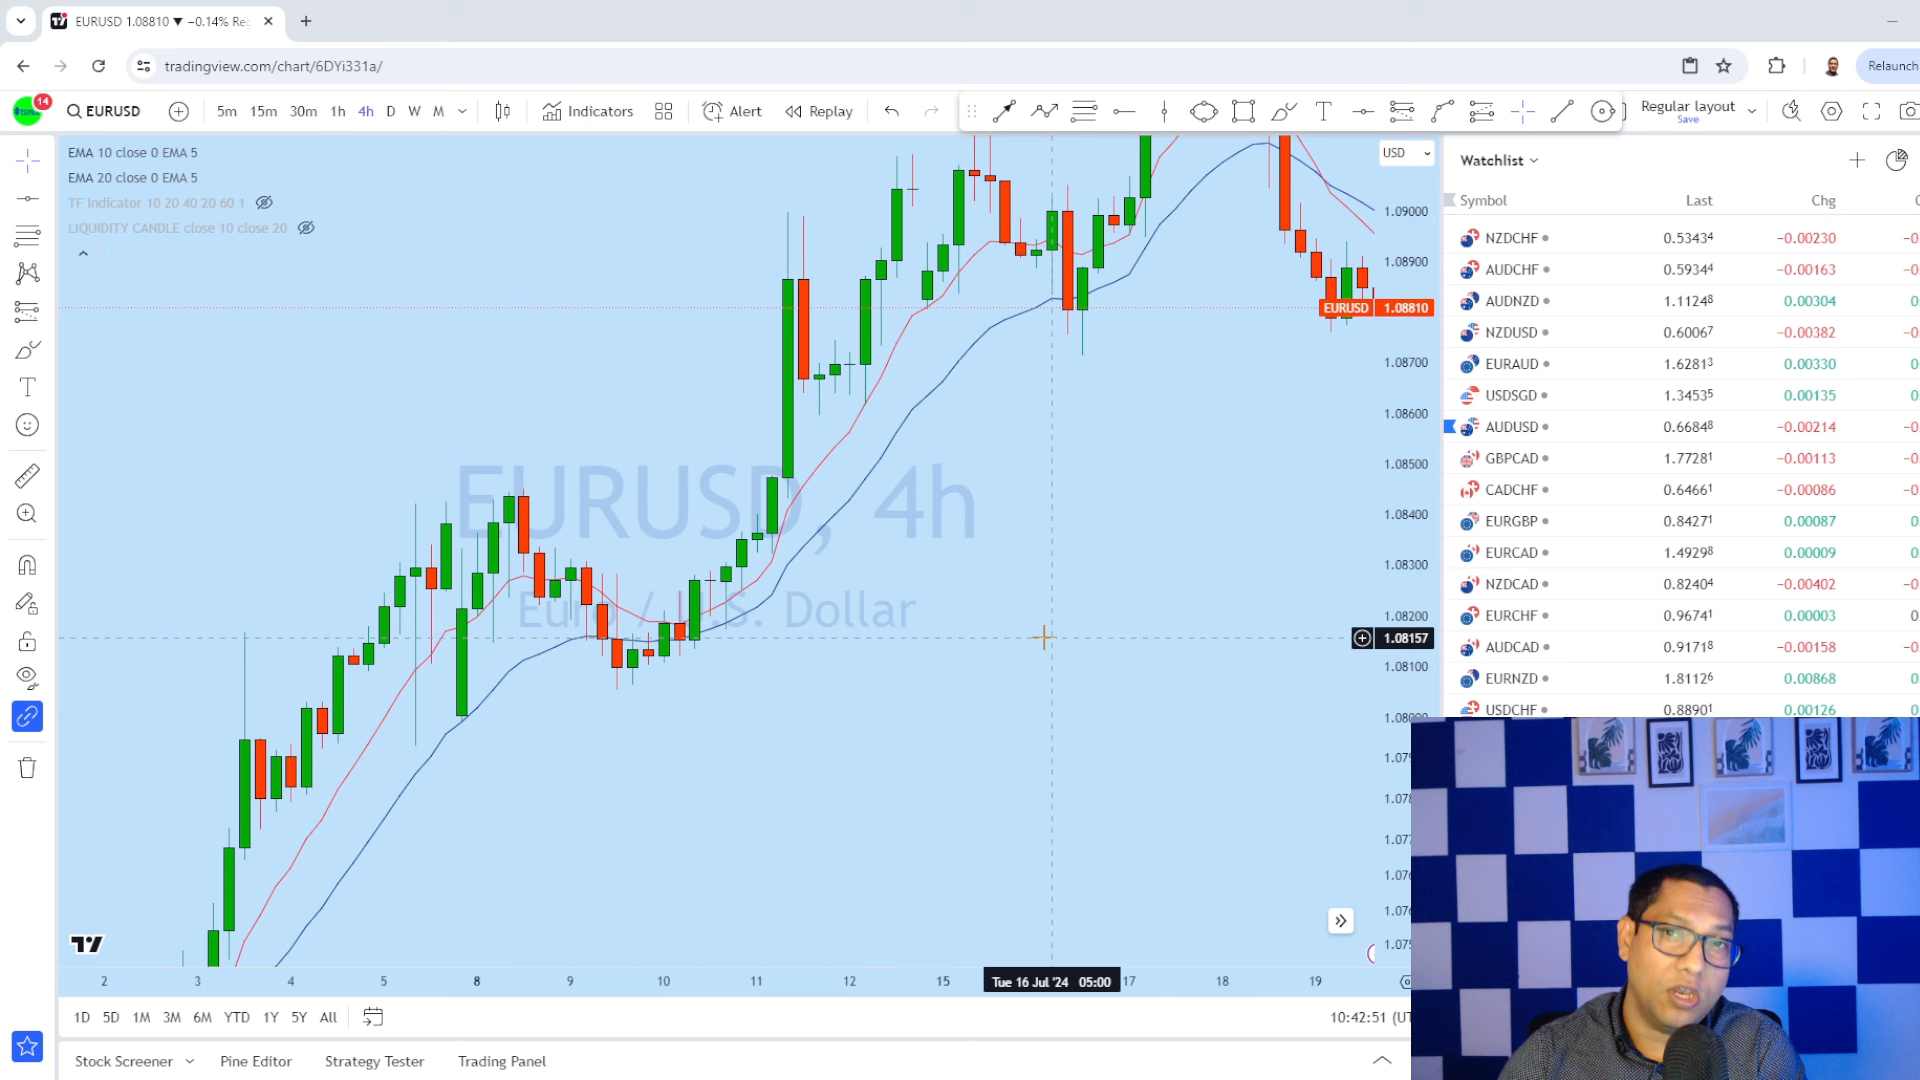 EURUSD 1.08810 ▼ −0.14% Re
tradingview.com/chart/6DYi331a/
Relaunch
14
EURUSD
5m 15m 30m 1h 4h D W M
Indicators
Alert
Replay
Regular layout
Save
EMA 10 close 0 EMA 5
EMA 20 close 0 EMA 5
TF Indicator 10 20 40 20 60 1
LIQUIDITY CANDLE close 10 close 20
USD
EURUSD, 4h
Euro / U.S. Dollar
1.09000
1.08900
EURUSD 1.08810
1.08700
1.08600
1.08500
1.08400
1.08300
1.08200
1.08157
1.08100
2 3 4 5 8 9 10 11 12 15 Tue 16 Jul '24 05:00 17 18 19
1D 5D 1M 3M 6M YTD 1Y 5Y All
10:42:51 (UT
Stock Screener Pine Editor Strategy Tester Trading Panel
Watchlist
Symbol Last Chg
NZDCHF 0.53434 −0.00230
AUDCHF 0.59344 −0.00163
AUDNZD 1.11248 0.00304
NZDUSD 0.60067 −0.00382
EURAUD 1.62813 0.00330
USDSGD 1.34535 0.00135
AUDUSD 0.66848 −0.00214
GBPCAD 1.77281 −0.00113
CADCHF 0.64661 −0.00086
EURGBP 0.84271 0.00087
EURCAD 1.49298 0.00009
NZDCAD 0.82404 −0.00402
EURCHF 0.96741 0.00003
AUDCAD 0.91718 −0.00158
EURNZD 1.81126 0.00868
USDCHF 0.88901 0.00126